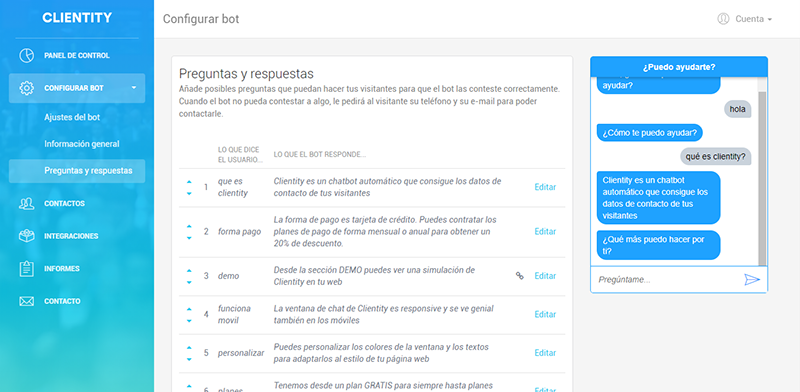 CLIENTITY
Configurar bot
Cuenta
PANEL DE CONTROL
CONFIGURAR BOT
Ajustes del bot
Información general
Preguntas y respuestas
CONTACTOS
INTEGRACIONES
INFORMES
CONTACTO
Preguntas y respuestas
Añade posibles preguntas que puedan hacer tus visitantes para que el bot las conteste correctamente.
Cuando el bot no pueda contestar a algo, le pedirá al visitante su teléfono y su e-mail para poder
contactarle.
LO QUE DICE
EL USUARIO...
LO QUE EL BOT RESPONDE...
1
que es
clientity
Clientity es un chatbot automático que consigue los datos de
contacto de tus visitantes
Editar
2
forma pago
La forma de pago es tarjeta de crédito. Puedes contratar los
planes de pago de forma mensual o anual para obtener un
20% de descuento.
Editar
3
demo
Desde la sección DEMO puedes ver una simulación de
Clientity en tu web
Editar
4
funciona
movil
La ventana de chat de Clientity es responsive y se ve genial
también en los móviles
Editar
5
personalizar
Puedes personalizar los colores de la ventana y los textos
para adaptarlos al estilo de tu página web
Editar
6
planes
Tenemos desde un plan GRATIS para siempre hasta planes
Editar
¿Puedo ayudarte?
ayudar?
hola
¿Cómo te puedo ayudar?
qué es clientity?
Clientity es un chatbot
automático que consigue los
datos de contacto de tus
visitantes
¿Qué más puedo hacer por
ti?
Pregúntame...